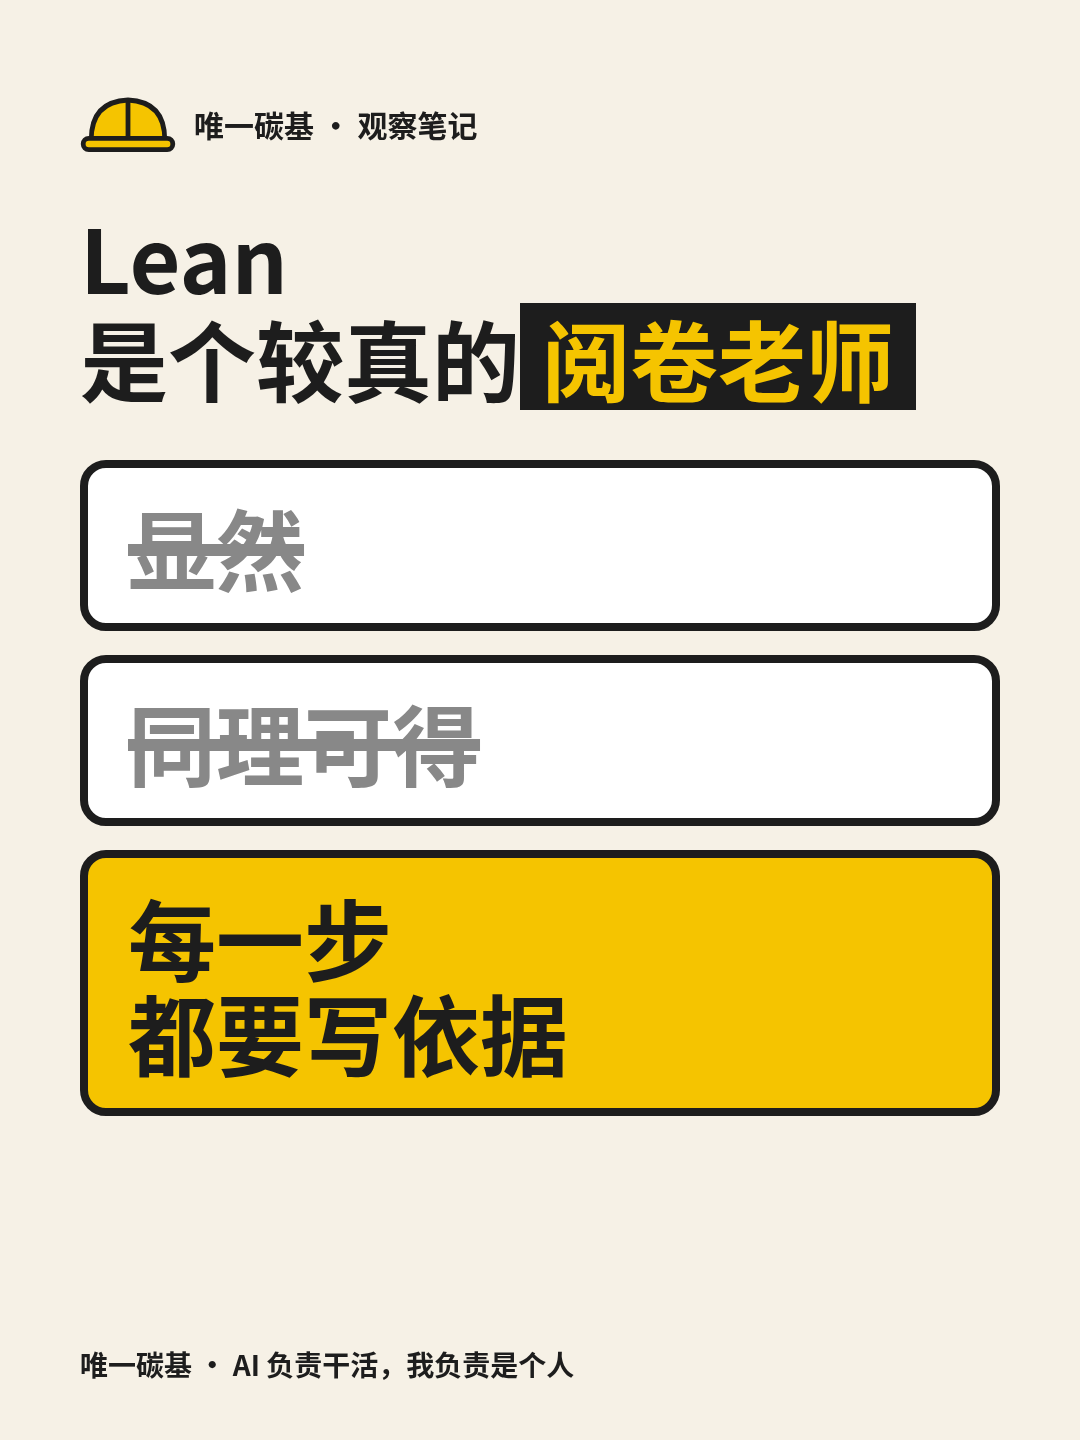 唯一碳基 · 观察笔记
Lean
是个较真的阅卷老师
显然
同理可得
每一步
都要写依据
唯一碳基 · AI 负责干活，我负责是个人